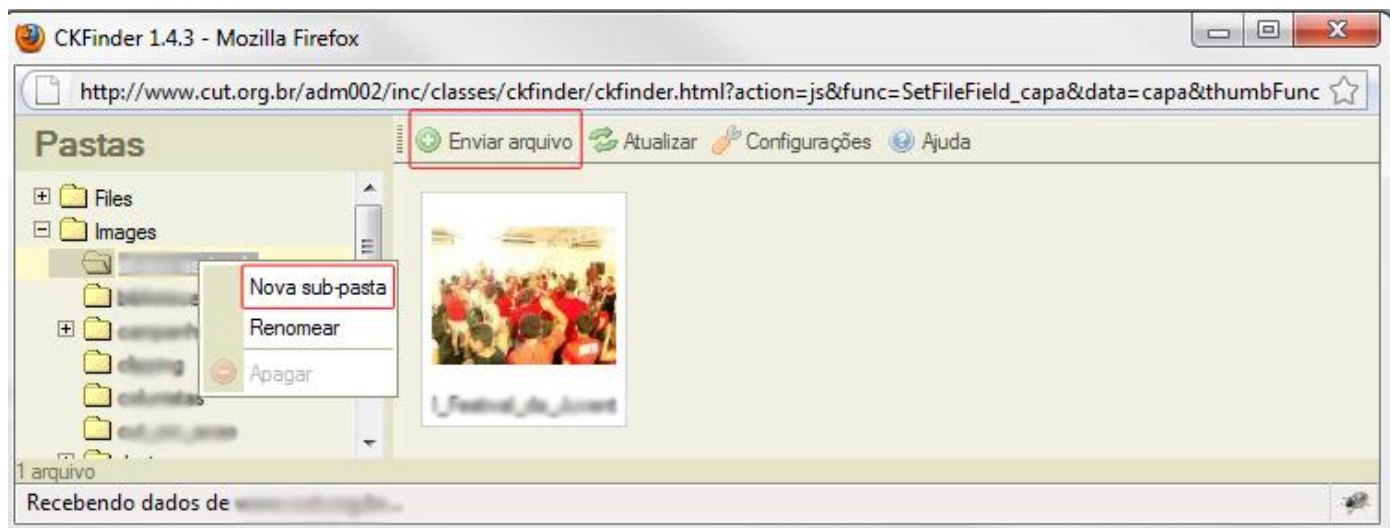 CKFinder 1.4.3 - Mozilla Firefox
http://www.cut.org.br/adm002/inc/classes/ckfinder/ckfinder.html?action=js&func=SetFileField_capa&data=capa&thumbFunc
Pastas
Enviar arquivo Atualizar Configurações Ajuda
Files
Images
Nova sub-pasta
Renomear
Apagar
1 arquivo
Recebendo dados de